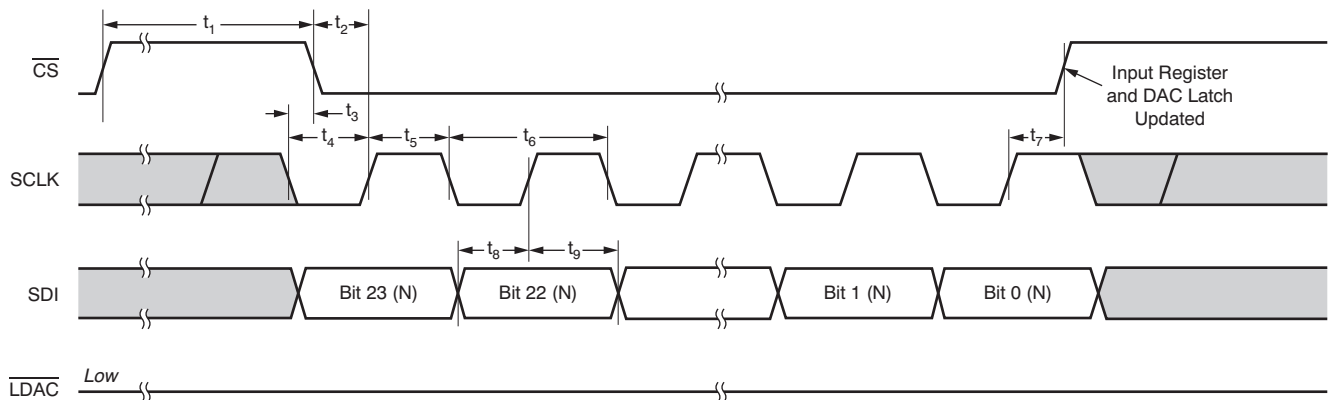 t1
t2
CS
Input Register
and DAC Latch
Updated
t3
t4
t5
t6
t7
SCLK
t8
t9
SDI
Bit 23 (N)
Bit 22 (N)
Bit 1 (N)
Bit 0 (N)
LDAC
Low